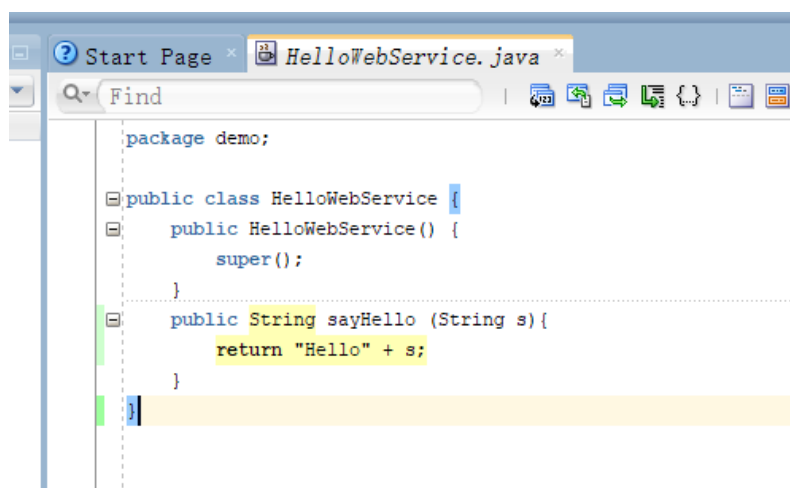 Start Page HelloWebService.java
Find
package demo;
public class HelloWebService {
public HelloWebService() {
super();
}
public String sayHello (String s){
return "Hello" + s;
}
}